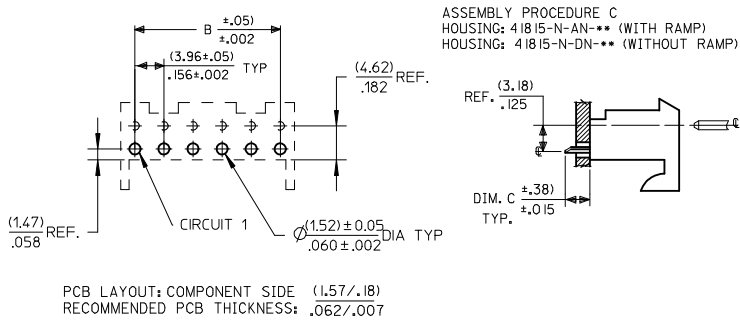 B (±.05)
±.002
(3.96±.05)
.156±.002 TYP
(4.62)
.182 REF.
(1.47)
.058 REF.
CIRCUIT 1
Ø (1.52)±0.05
.060±.002 DIA TYP
PCB LAYOUT: COMPONENT SIDE (1.57/.18)
RECOMMENDED PCB THICKNESS: .062/.007
ASSEMBLY PROCEDURE C
HOUSING: 41815-N-AN-** (WITH RAMP)
HOUSING: 41815-N-DN-** (WITHOUT RAMP)
REF. (3.18)
.125
℄
℄
DIM. C ±.38)
TYP. ±.015